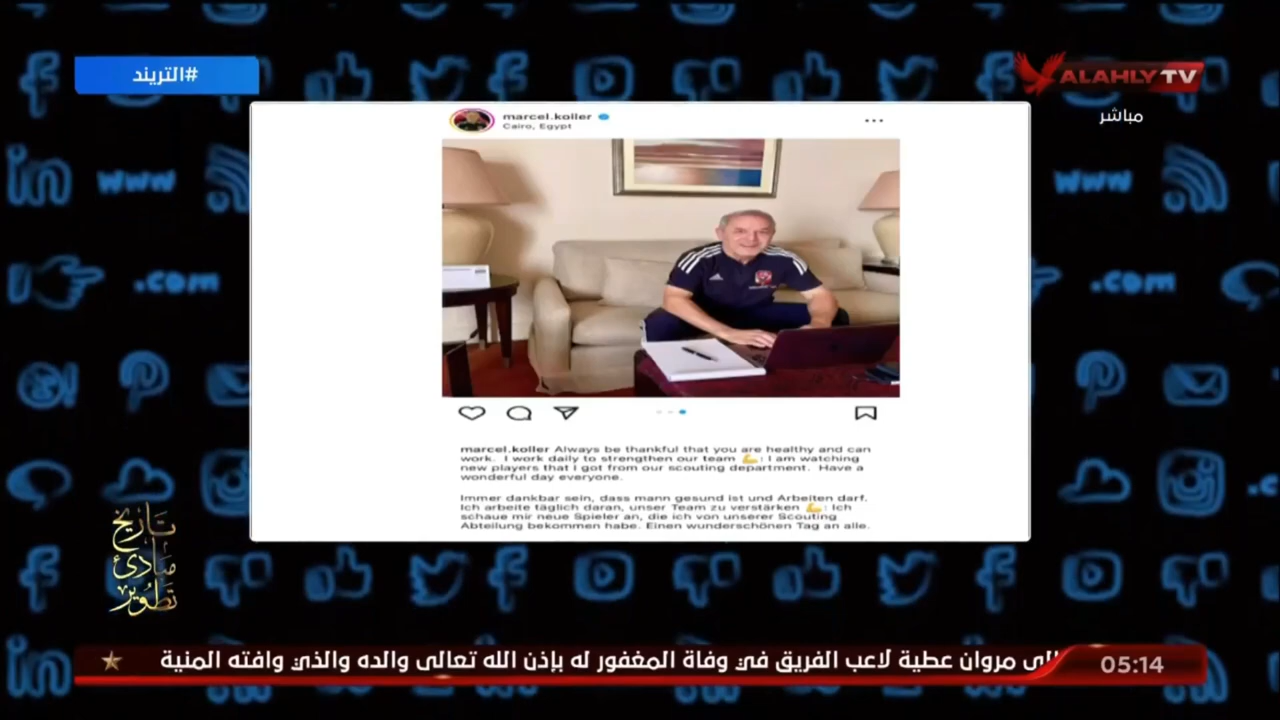 #التريند
ALAHLY TV
مباشر
marcel.koller
Cairo, Egypt
www
www
.com
.com
marcel.koller Always be thankful that you are healthy and can
work. I work daily to strengthen our team 💪: I am watching
new players that I got from our scouting department. Have a
wonderful day everyone.
Immer dankbar sein, dass mann gesund ist und Arbeiten darf.
Ich arbeite täglich daran, unser Team zu verstärken 💪: Ich
schaue mir neue Spieler an, die ich von unserer Scouting
Abteilung bekommen habe. Einen wunderschönen Tag an alle.
تاريخ
مبادئ
تطوير
مروان عطية لاعب الفريق في وفاة المغفور له بإذن الله تعالى والده والذي وافته المنية
05:14